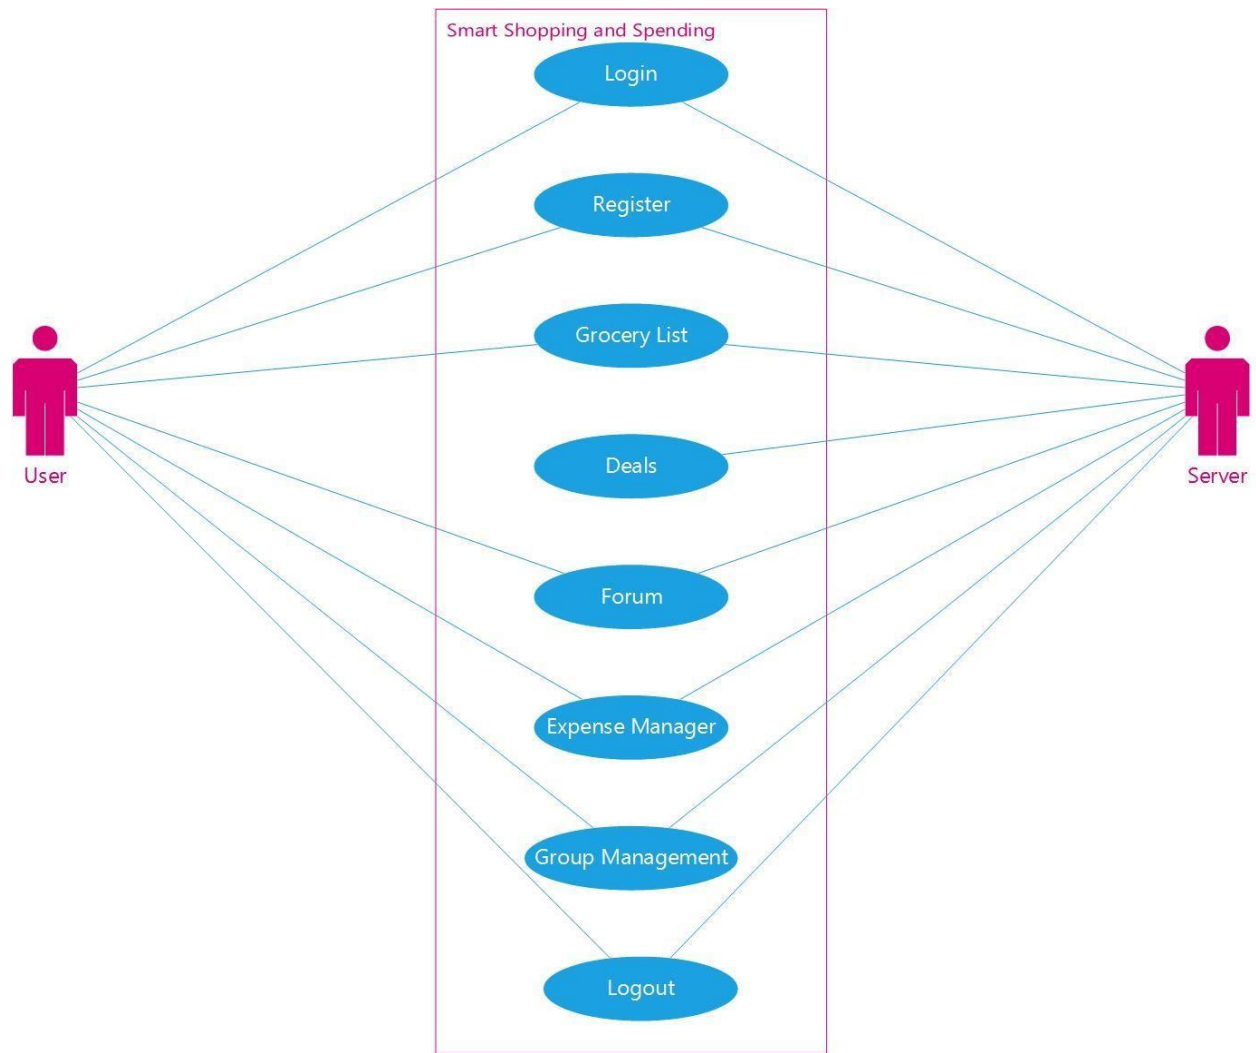 Smart Shopping and Spending
Login
Register
Grocery List
Deals
User
Server
Forum
Expense Manager
Group Management
Logout